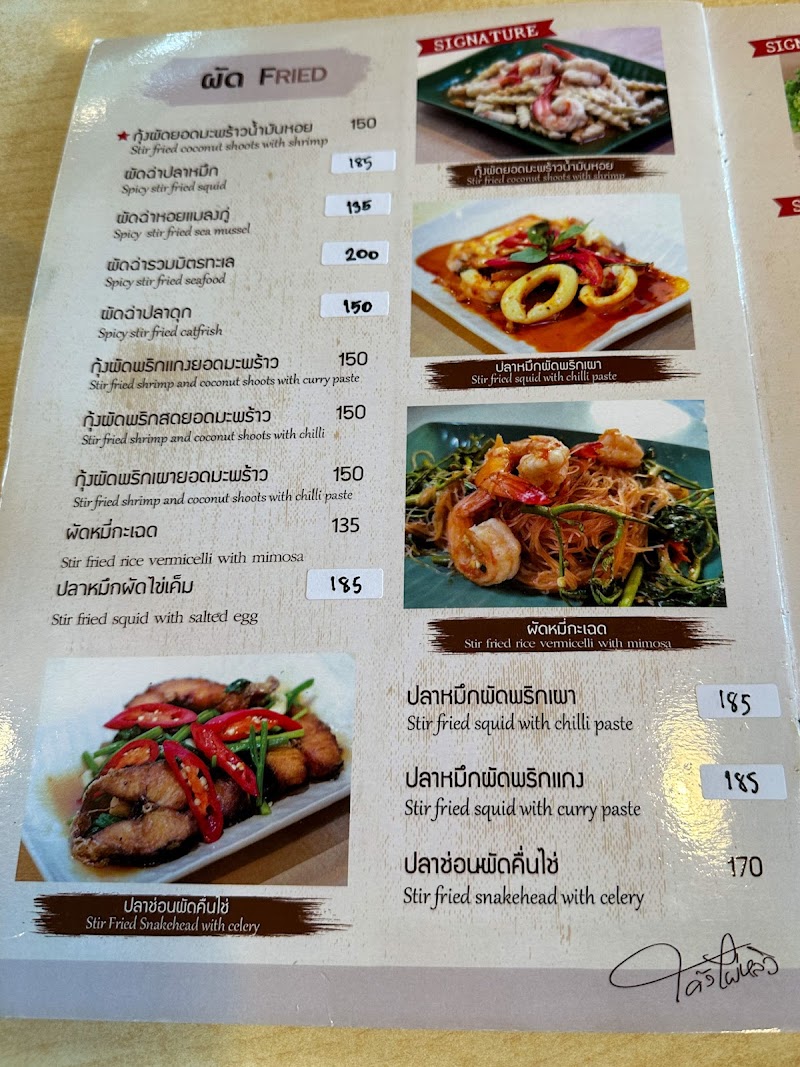 ผัด FRIED
★ กุ้งผัดยอดมะพร้าวน้ำมันหอย 150
Stir fried coconut shoots with shrimp
ผัดฉ่าปลาหมึก 185
Spicy stir fried squid
ผัดฉ่าหอยแมลงภู่ 135
Spicy stir fried sea mussel
ผัดฉ่ารวมมิตรทะเล 200
Spicy stir fried seafood
ผัดฉ่าปลาดุก 150
Spicy stir fried catfrish
กุ้งผัดพริกแกงยอดมะพร้าว 150
Stir fried shrimp and coconut shoots with curry paste
กุ้งผัดพริกสดยอดมะพร้าว 150
Stir fried shrimp and coconut shoots with chilli
กุ้งผัดพริกเผายอดมะพร้าว 150
Stir fried shrimp and coconut shoots with chilli paste
ผัดหมี่กะเฉด 135
Stir fried rice vermicelli with mimosa
ปลาหมึกผัดไข่เค็ม 185
Stir fried squid with salted egg
ปลาช่อนผัดคื่นไช่
Stir Fried Snakehead with celery
SIGNATURE
กุ้งผัดยอดมะพร้าวน้ำมันหอย
Stir fried coconut shoots with shrimp
ปลาหมึกผัดพริกเผา
Stir fried squid with chilli paste
ผัดหมี่กะเฉด
Stir fried rice vermicelli with mimosa
ปลาหมึกผัดพริกเผา 185
Stir fried squid with chilli paste
ปลาหมึกผัดพริกแกง 185
Stir fried squid with curry paste
ปลาช่อนผัดคื่นไช่ 170
Stir fried snakehead with celery
SIGN
S